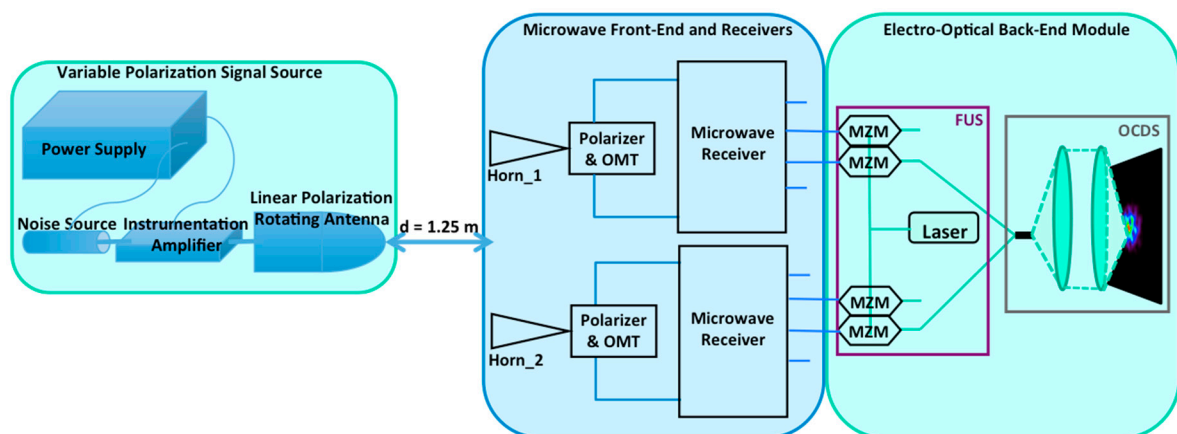 Variable Polarization Signal Source
Power Supply
Noise Source
Instrumentation
Amplifier
Linear Polarization
Rotating Antenna
d = 1.25 m
Microwave Front-End and Receivers
Horn_1
Polarizer
& OMT
Microwave
Receiver
Horn_2
Polarizer
& OMT
Microwave
Receiver
Electro-Optical Back-End Module
FUS
MZM
MZM
Laser
MZM
MZM
OCDS